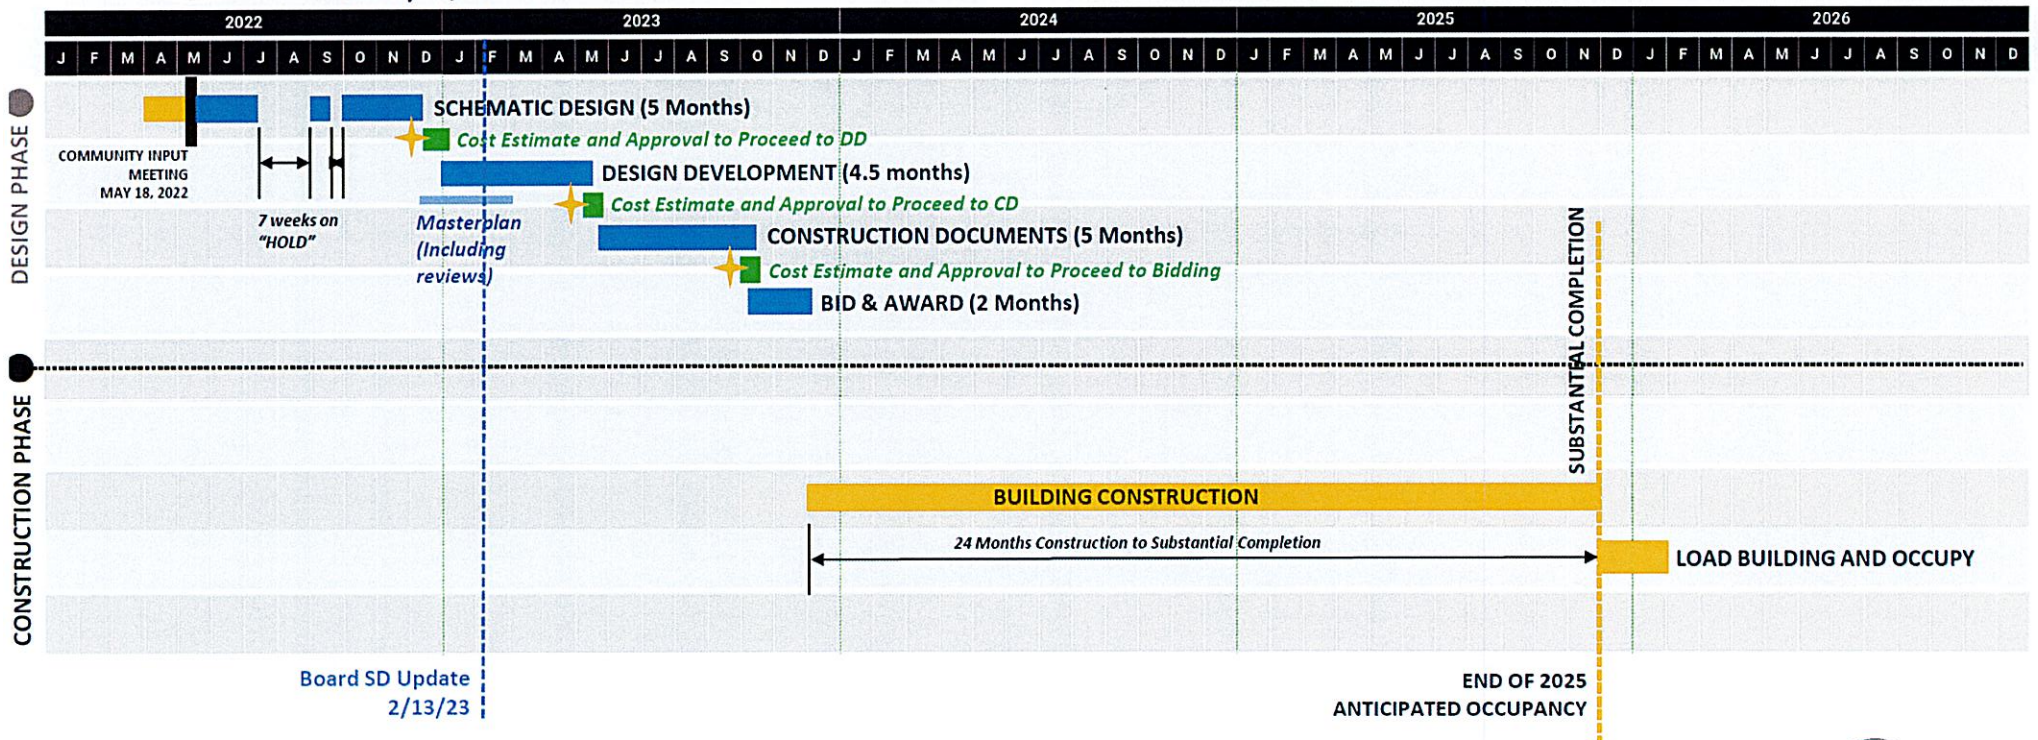 2022 2023 2024 2025 2026
J F M A M J J A S O N D J F M A M J J A S O N D J F M A M J J A S O N D J F M A M J J A S O N D J F M A M J J A S O N D
DESIGN PHASE
SCHEMATIC DESIGN (5 Months)
Cost Estimate and Approval to Proceed to DD
COMMUNITY INPUT
MEETING
MAY 18, 2022
DESIGN DEVELOPMENT (4.5 months)
Cost Estimate and Approval to Proceed to CD
7 weeks on
"HOLD"
Masterplan
(Including
reviews)
CONSTRUCTION DOCUMENTS (5 Months)
Cost Estimate and Approval to Proceed to Bidding
BID & AWARD (2 Months)
SUBSTANTIAL COMPLETION
CONSTRUCTION PHASE
BUILDING CONSTRUCTION
24 Months Construction to Substantial Completion
LOAD BUILDING AND OCCUPY
Board SD Update
2/13/23
END OF 2025
ANTICIPATED OCCUPANCY